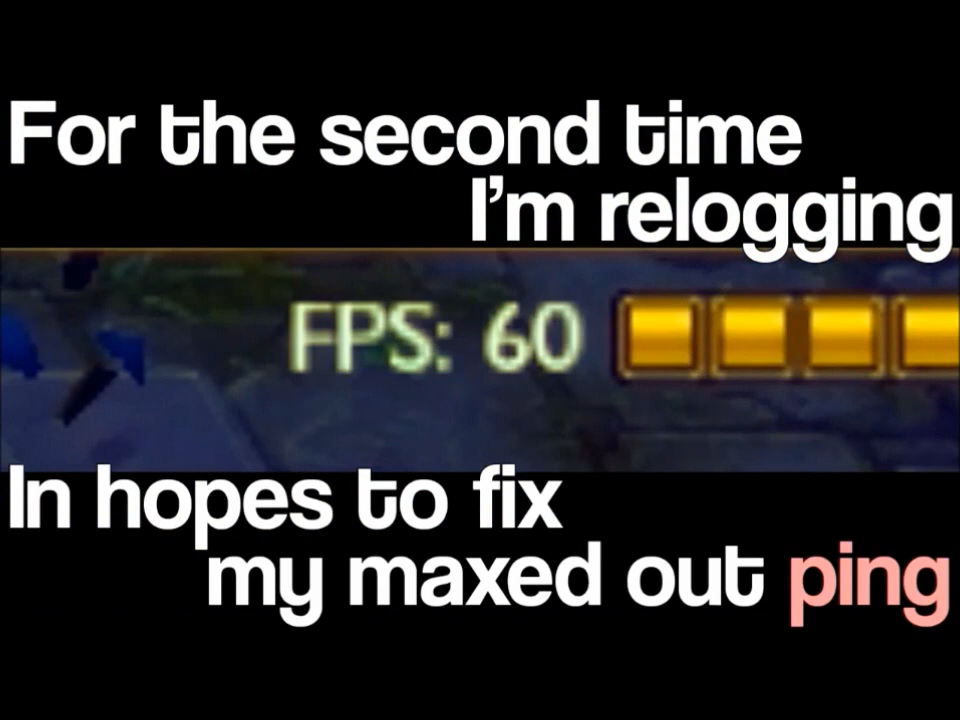 For the second time
I'm relogging
FPS: 60
In hopes to fix
my maxed out ping